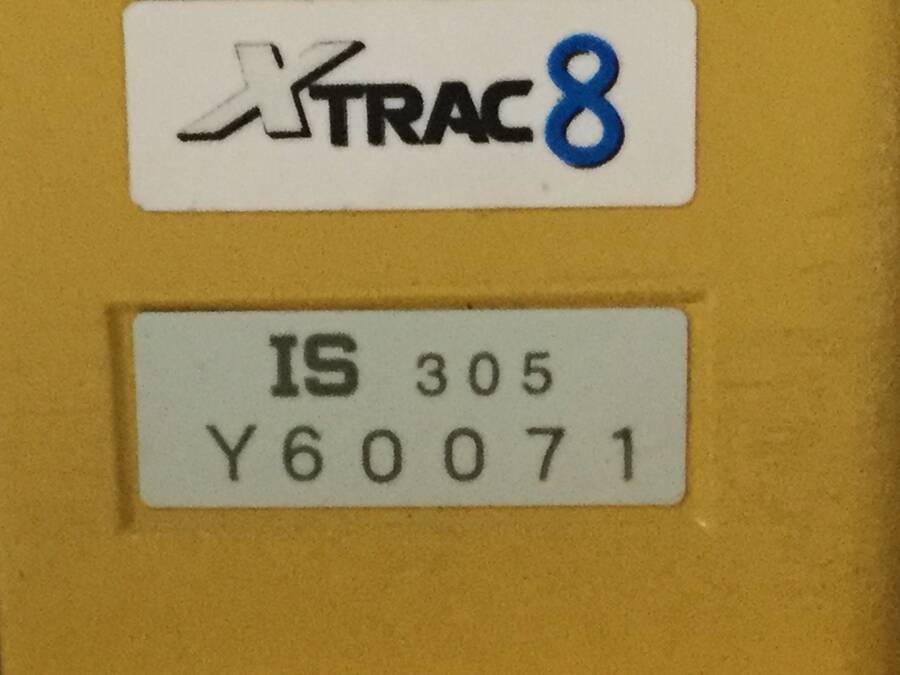 XTRAC8
IS 305
Y60071